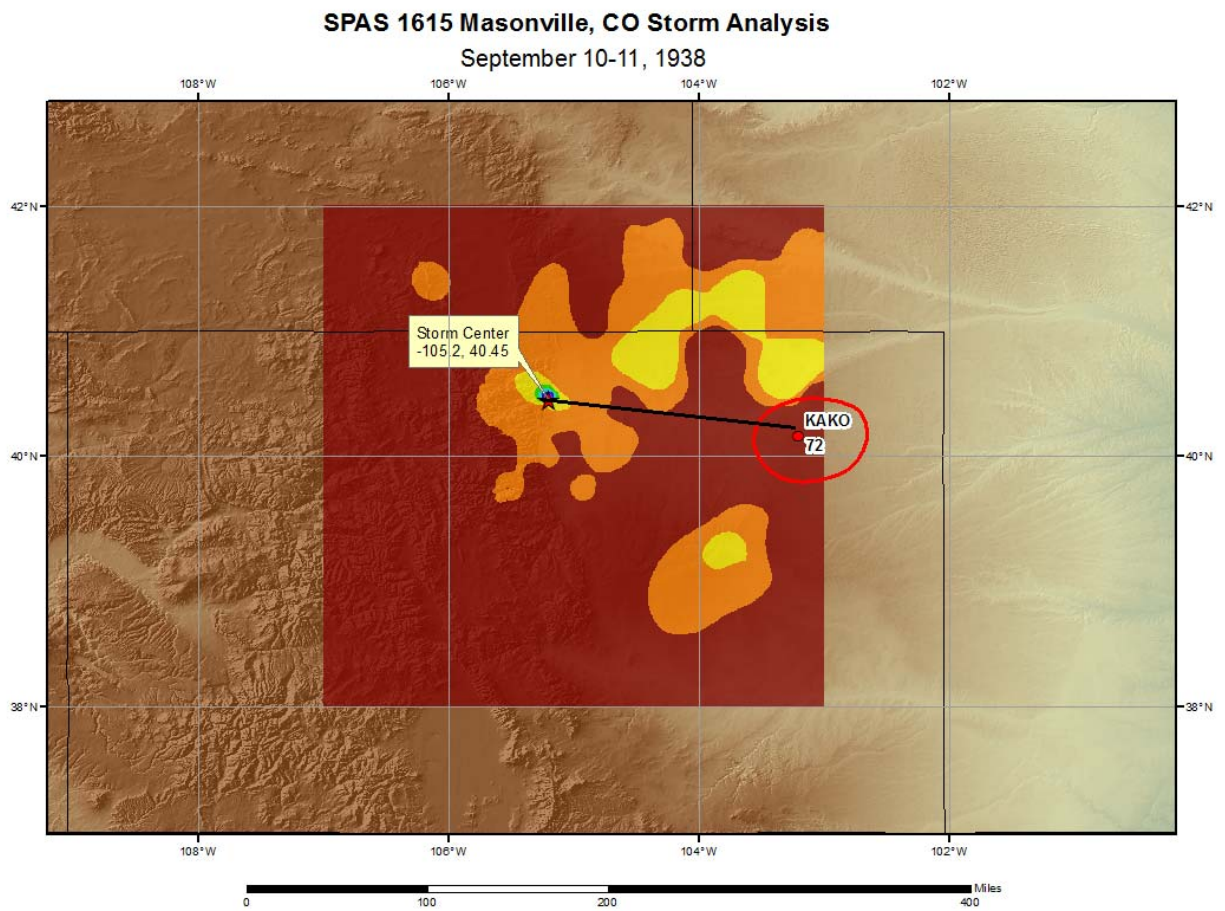 SPAS 1615 Masonville, CO Storm Analysis
September 10-11, 1938
108°W
106°W
104°W
102°W
42°N
42°N
Storm Center
-105.2, 40.45
KAKO
72
40°N
40°N
38°N
38°N
108°W
106°W
104°W
102°W
Miles
0
100
200
400